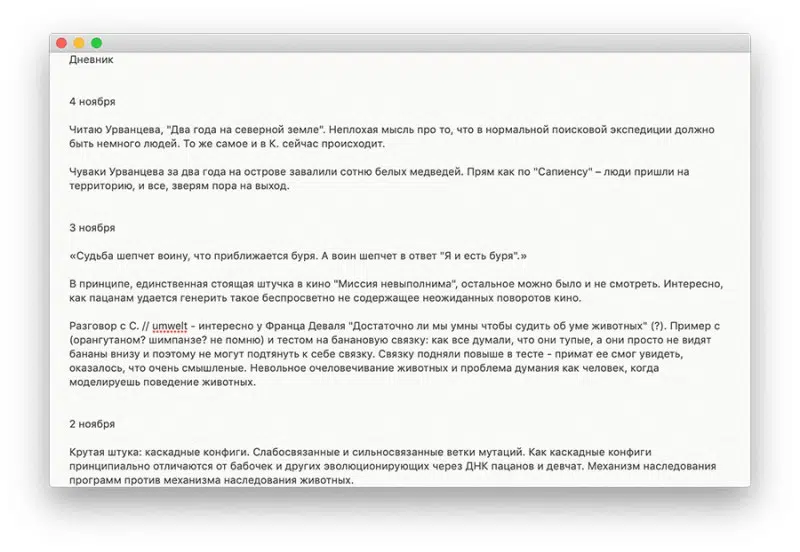 Дневник
4 ноября
Читаю Урванцева, "Два года на северной земле". Неплохая мысль про то, что в нормальной поисковой экспедиции должно
быть немного людей. То же самое и в К. сейчас происходит.
Чуваки Урванцева за два года на острове завалили сотню белых медведей. Прям как по "Сапиенсу" – люди пришли на
территорию, и все, зверям пора на выход.
3 ноября
«Судьба шепчет воину, что приближается буря. А воин шепчет в ответ "Я и есть буря".»
В принципе, единственная стоящая штучка в кино "Миссия невыполнима", остальное можно было и не смотреть. Интересно,
как пацанам удается генерить такое беспросветно не содержащее неожиданных поворотов кино.
Разговор с С. // umwelt - интересно у Франца Деваля "Достаточно ли мы умны чтобы судить об уме животных" (?). Пример с
(орангутаном? шимпанзе? не помню) и тестом на банановую связку: как все думали, что они тупые, а они просто не видят
бананы внизу и поэтому не могут подтянуть к себе связку. Связку подняли повыше в тесте - примат ее смог увидеть,
оказалось, что очень смышленые. Невольное очеловечивание животных и проблема думания как человек, когда
моделируешь поведение животных.
2 ноября
Крутая штука: каскадные конфиги. Слабосвязанные и сильносвязанные ветки мутаций. Как каскадные конфиги
принципиально отличаются от бабочек и других эволюционирующих через ДНК пацанов и девчат. Механизм наследования
программ против механизма наследования животных.